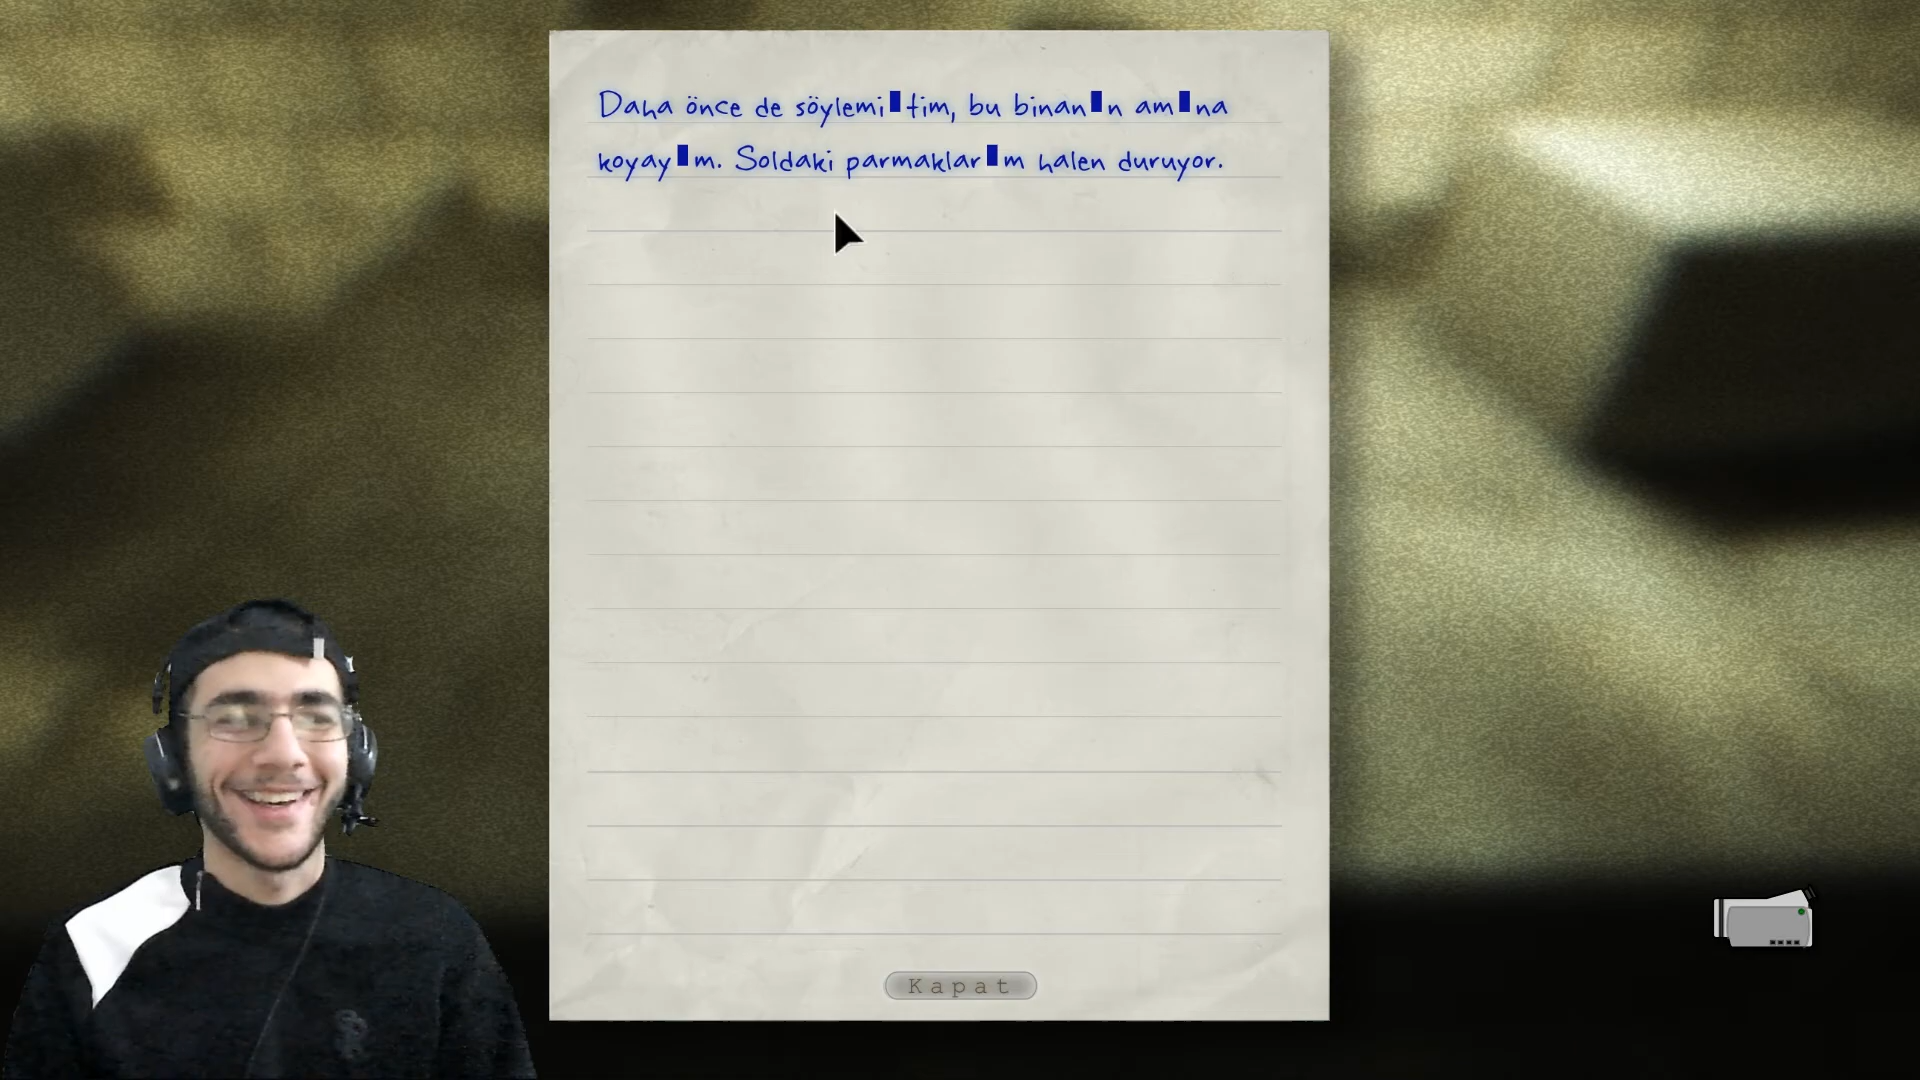 Daha önce de söylemi▮tim, bu binan▮n am▮na
koyay▮m. Soldaki parmaklar▮m halen duruyor.
Kapat